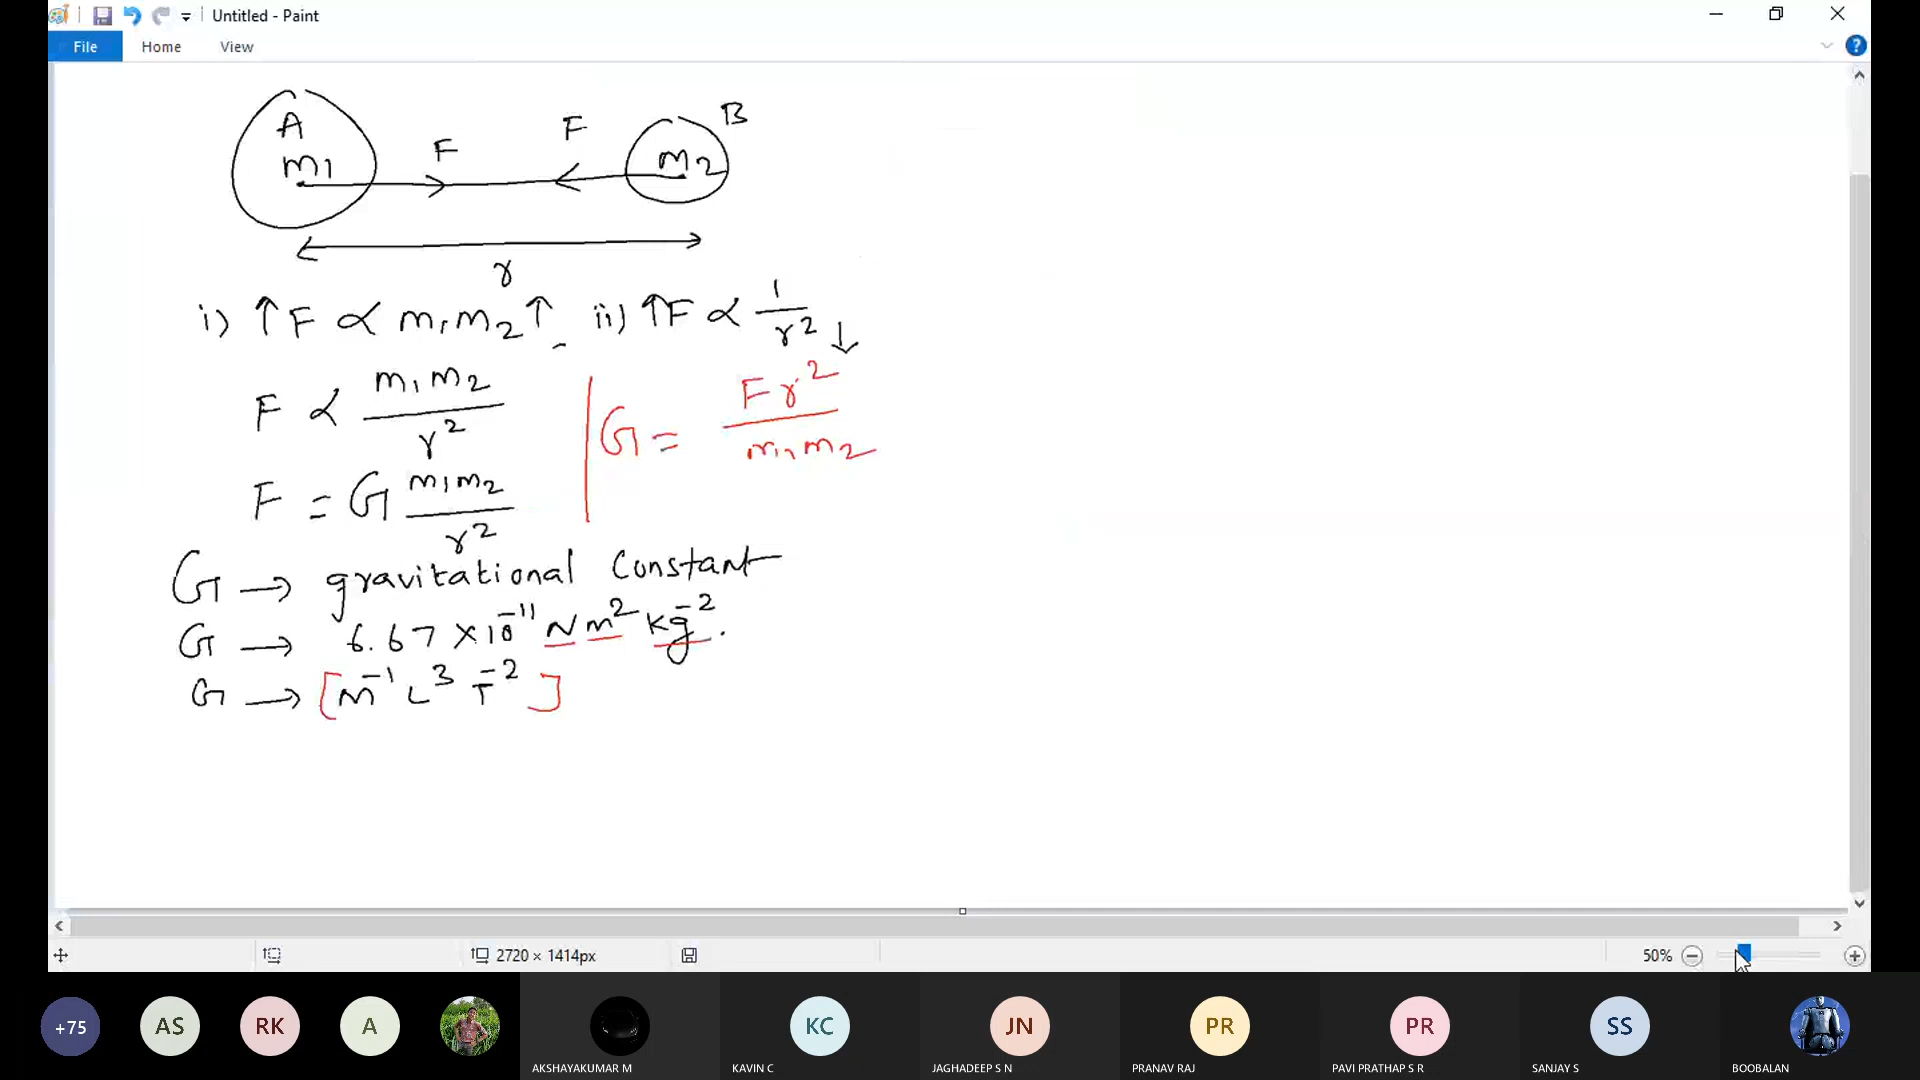 Untitled - Paint
File Home View
A
m1
F
F
m2
B
r
i) ↑ F ∝ m1m2 ↑ ii) ↑ F ∝ 1/r² ↓
F ∝ m1m2/r²
G = Fr²/m1m2
F = G m1m2/r²
G → gravitational Constant
G → 6.67 × 10⁻¹¹ N m² kg⁻².
G → [M⁻¹ L³ T⁻²]
2720 × 1414px
50%
+75
AS
RK
A
KC
JN
PR
PR
SS
AKSHAYAKUMAR M
KAVIN C
JAGHADEEP S N
PRANAV RAJ
PAVI PRATHAP S R
SANJAY S
BOOBALAN